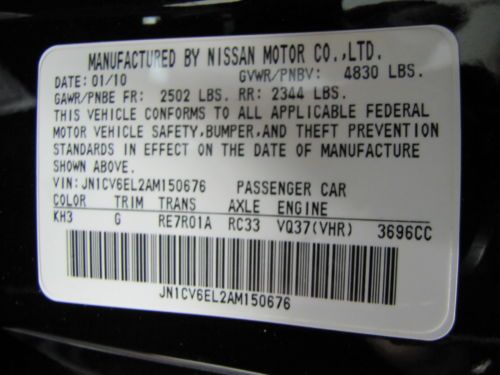 MANUFACTURED BY NISSAN MOTOR CO.,LTD.
DATE: 01/10 GVWR/PNBV: 4830 LBS.
GAWR/PNBE FR: 2502 LBS. RR: 2344 LBS.
THIS VEHICLE CONFORMS TO ALL APPLICABLE FEDERAL
MOTOR VEHICLE SAFETY,BUMPER,AND THEFT PREVENTION
STANDARDS IN EFFECT ON THE DATE OF MANUFACTURE
SHOWN ABOVE.
VIN: JN1CV6EL2AM150676 PASSENGER CAR
COLOR TRIM TRANS AXLE ENGINE
KH3 G RE7R01A RC33 VQ37(VHR) 3696CC
JN1CV6EL2AM150676